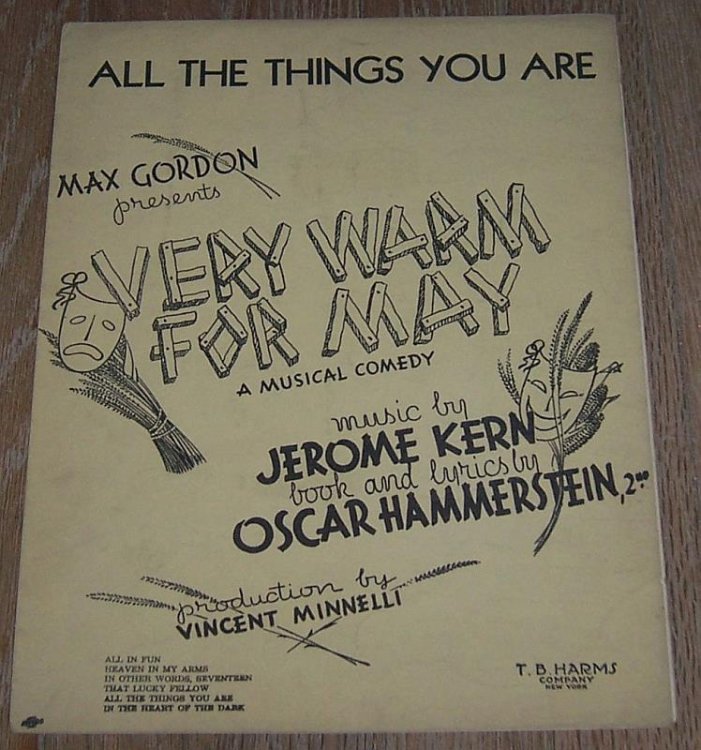 ALL THE THINGS YOU ARE
MAX GORDON
presents
VERY WARM
FOR MAY
A MUSICAL COMEDY
music by
JEROME KERN
book and lyrics by
OSCAR HAMMERSTEIN, 2ND
production by
VINCENT MINNELLI
ALL IN FUN
HEAVEN IN MY ARMS
IN OTHER WORDS, SEVENTEEN
THAT LUCKY FELLOW
ALL THE THINGS YOU ARE
IN THE HEART OF THE DARK
T. B. HARMS
COMPANY
NEW YORK